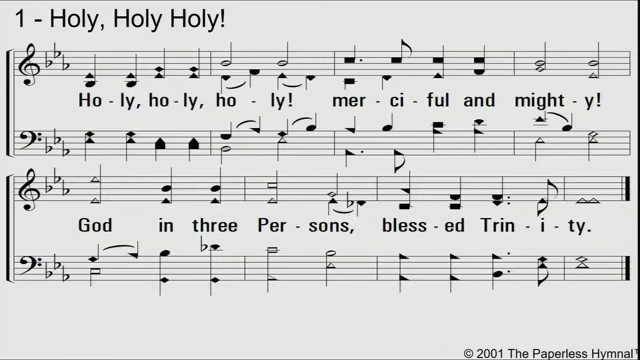 1 - Holy, Holy Holy!
Ho - ly, ho - ly, ho - ly! mer - ci - ful and might - y!
God in three Per - sons, bless - ed Trin - i - ty.
© 2001 The Paperless Hymnal